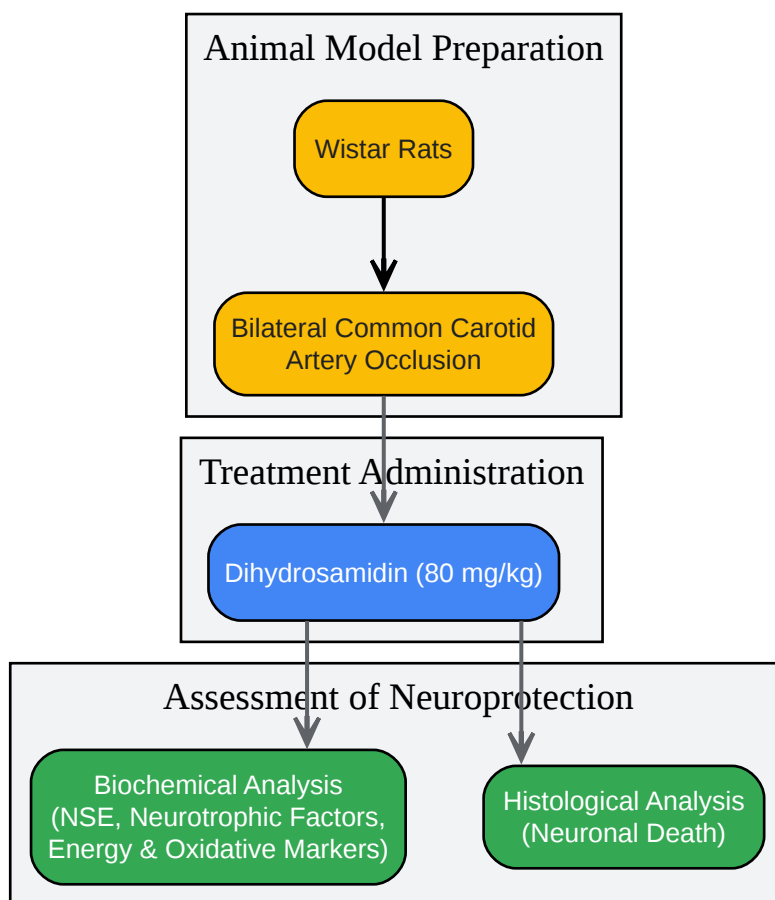 Animal Model Preparation
Wistar Rats
Bilateral Common Carotid
Artery Occlusion
Treatment Administration
Dihydrosamidin (80 mg/kg)
Assessment of Neuroprotection
Biochemical Analysis
(NSE, Neurotrophic Factors,
Energy & Oxidative Markers)
Histological Analysis
(Neuronal Death)